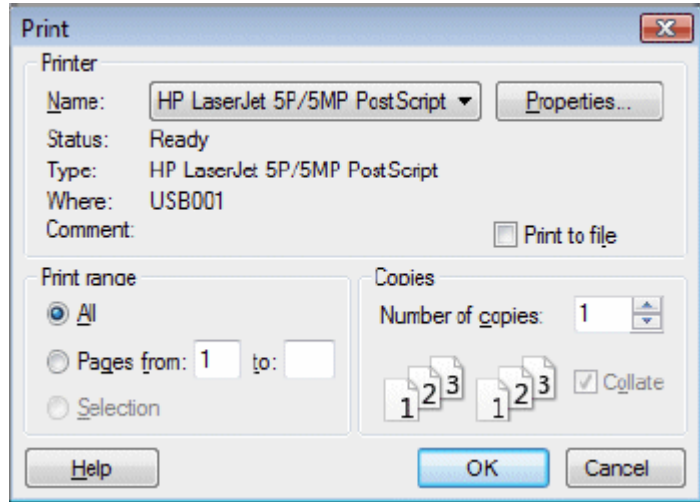 Print
Printer
Name: HP LaserJet 5P/5MP PostScript Properties...
Status: Ready
Type: HP LaserJet 5P/5MP PostScript
Where: USB001
Comment:
Print to file
Print range
All
Pages from: 1 to:
Selection
Copies
Number of copies: 1
1 2 3 1 2 3 Collate
Help OK Cancel